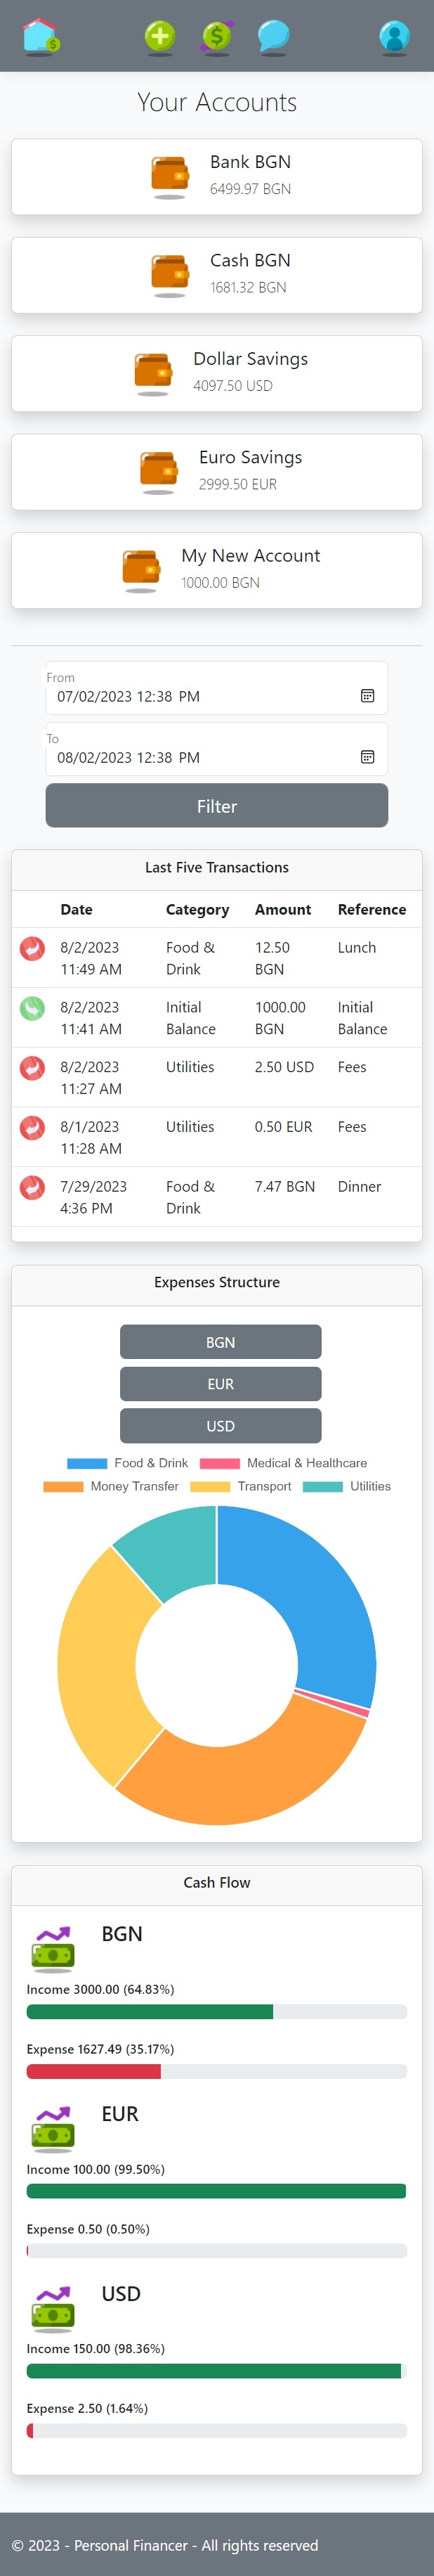 Your Accounts
Bank BGN
6499.97 BGN
Cash BGN
1681.32 BGN
Dollar Savings
4097.50 USD
Euro Savings
2999.50 EUR
My New Account
1000.00 BGN
From
07/02/2023 12:38 PM
To
08/02/2023 12:38 PM
Filter
Last Five Transactions
Date Category Amount Reference
8/2/2023 Food & 12.50 Lunch
11:49 AM Drink BGN
8/2/2023 Initial 1000.00 Initial
11:41 AM Balance BGN Balance
8/2/2023 Utilities 2.50 USD Fees
11:27 AM
8/1/2023 Utilities 0.50 EUR Fees
11:28 AM
7/29/2023 Food & 7.47 BGN Dinner
4:36 PM Drink
Expenses Structure
BGN
EUR
USD
Food & Drink Medical & Healthcare
Money Transfer Transport Utilities
Cash Flow
BGN
Income 3000.00 (64.83%)
Expense 1627.49 (35.17%)
EUR
Income 100.00 (99.50%)
Expense 0.50 (0.50%)
USD
Income 150.00 (98.36%)
Expense 2.50 (1.64%)
© 2023 - Personal Financer - All rights reserved